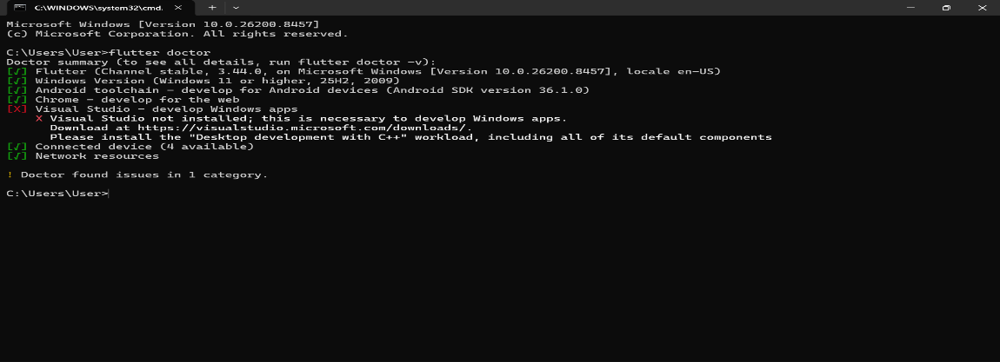 C:\WINDOWS\system32\cmd.
Microsoft Windows [Version 10.0.26200.8457]
(c) Microsoft Corporation. All rights reserved.
C:\Users\User>flutter doctor
Doctor summary (to see all details, run flutter doctor -v):
[√] Flutter (Channel stable, 3.44.0, on Microsoft Windows [Version 10.0.26200.8457], locale en-US)
[√] Windows Version (Windows 11 or higher, 25H2, 2009)
[√] Android toolchain - develop for Android devices (Android SDK version 36.1.0)
[√] Chrome - develop for the web
[X] Visual Studio - develop Windows apps
X Visual Studio not installed; this is necessary to develop Windows apps.
Download at https://visualstudio.microsoft.com/downloads/.
Please install the "Desktop development with C++" workload, including all of its default components
[√] Connected device (4 available)
[√] Network resources
! Doctor found issues in 1 category.
C:\Users\User>